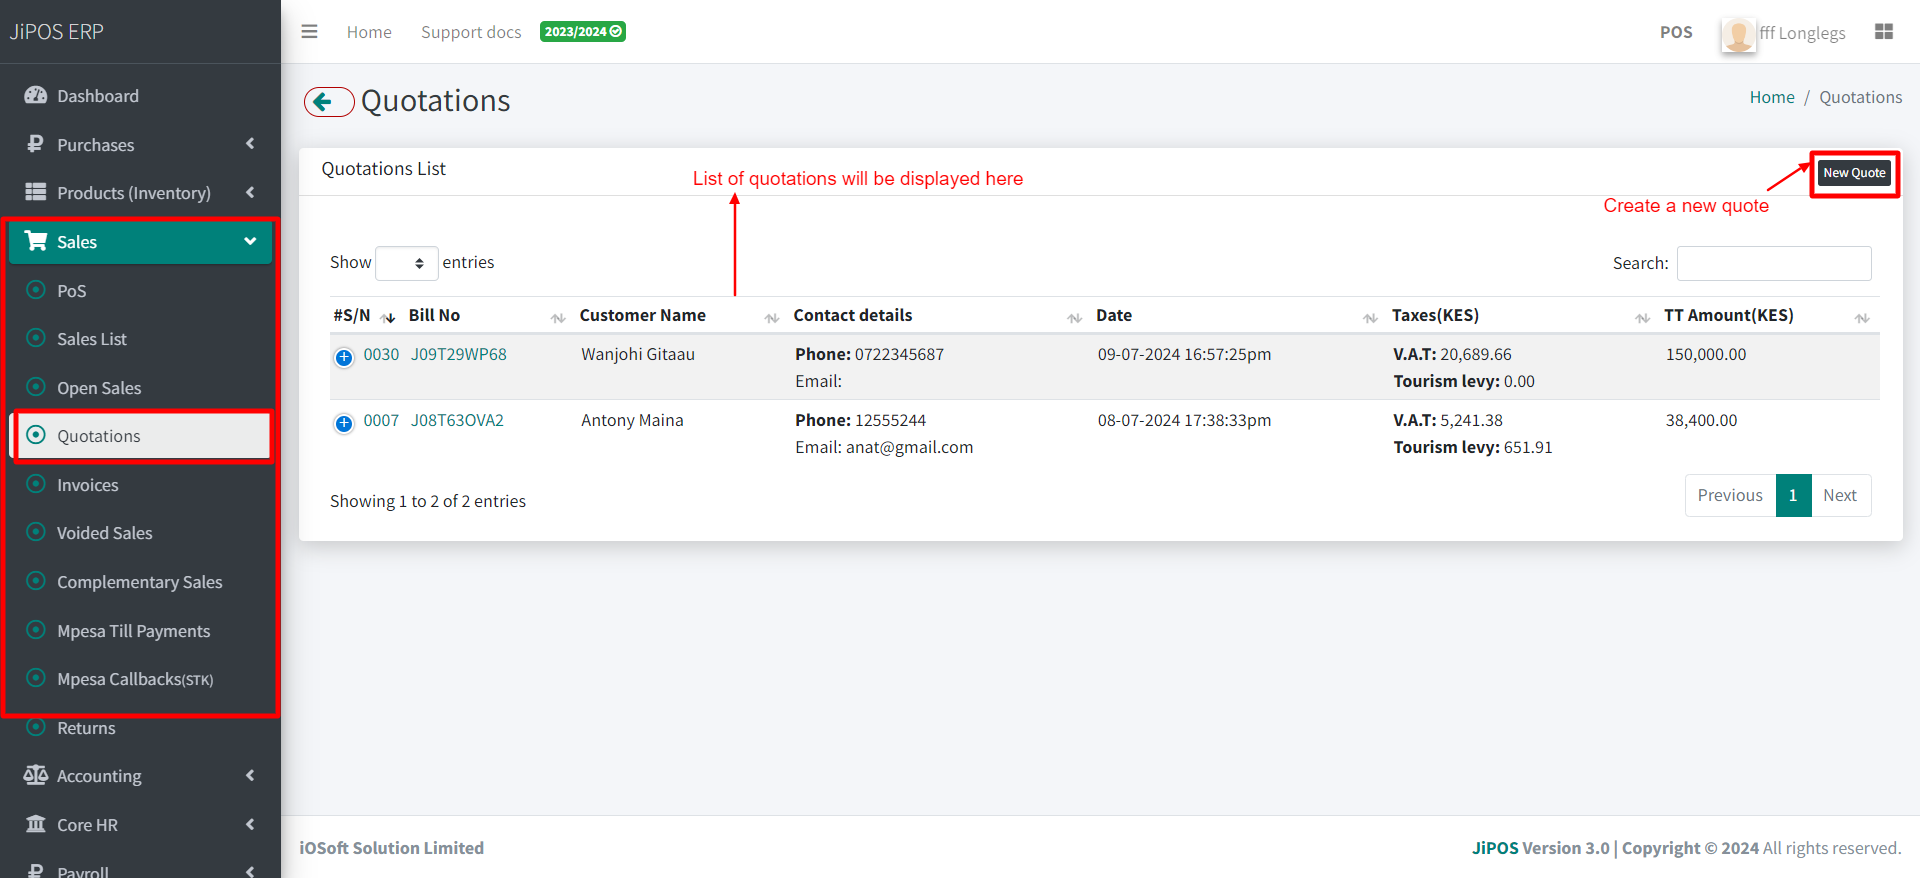 JiPOS ERP
Home
Support docs
2023/2024
POS
fff Longlegs
Dashboard
Purchases
Products (Inventory)
Sales
PoS
Sales List
Open Sales
Quotations
Invoices
Voided Sales
Complementary Sales
Mpesa Till Payments
Mpesa Callbacks(STK)
Returns
Accounting
Core HR
Payroll
Quotations
Home / Quotations
Quotations List
List of quotations will be displayed here
New Quote
Create a new quote
Show entries
Search:
#S/N Bill No Customer Name Contact details Date Taxes(KES) TT Amount(KES)
0030 J09T29WP68 Wanjohi Gitaau Phone: 0722345687 09-07-2024 16:57:25pm V.A.T: 20,689.66 150,000.00
Email: Tourism levy: 0.00
0007 J08T63OVA2 Antony Maina Phone: 12555244 08-07-2024 17:38:33pm V.A.T: 5,241.38 38,400.00
Email: anat@gmail.com Tourism levy: 651.91
Showing 1 to 2 of 2 entries
Previous 1 Next
iOSoft Solution Limited
JiPOS Version 3.0 | Copyright © 2024 All rights reserved.